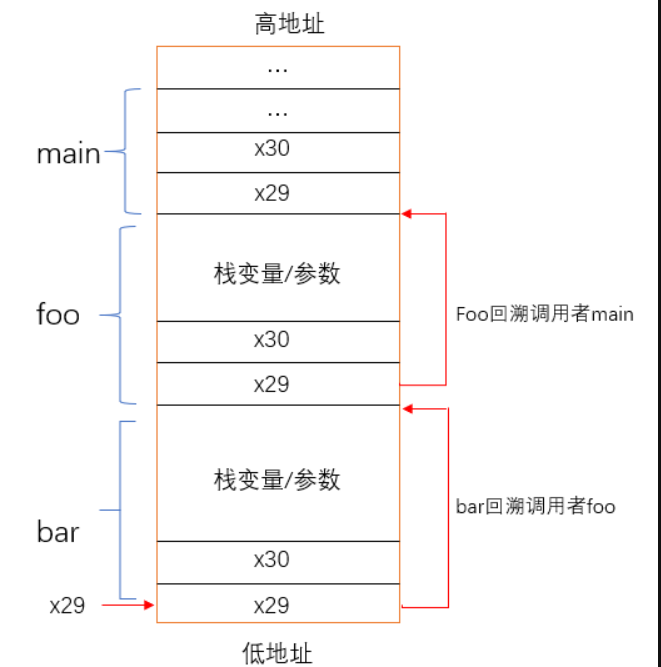 高地址
...
...
main
x30
x29
栈变量/参数
foo
Foo回溯调用者main
x30
x29
栈变量/参数
bar回溯调用者foo
bar
x30
x29
x29
低地址